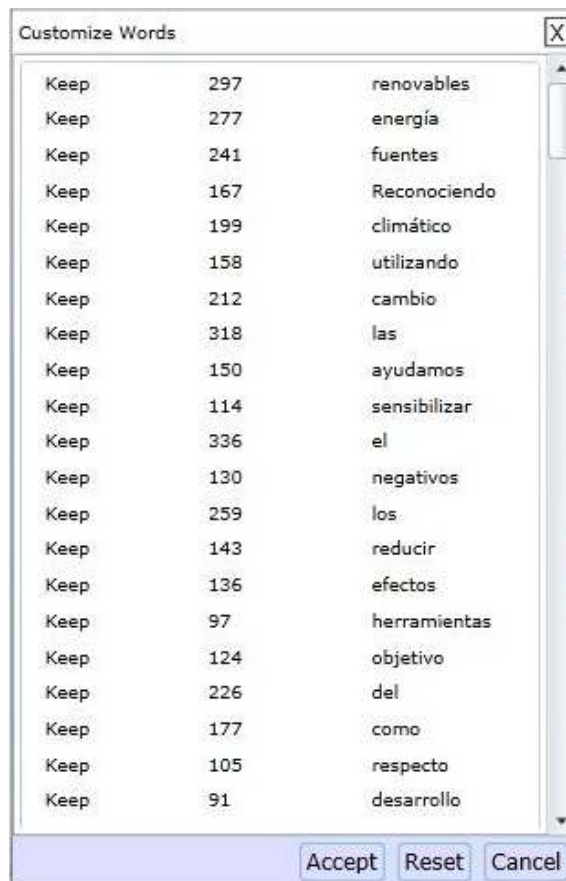 Customize Words X
Keep 297 renovables
Keep 277 energía
Keep 241 fuentes
Keep 167 Reconociendo
Keep 199 climático
Keep 158 utilizando
Keep 212 cambio
Keep 318 las
Keep 150 ayudamos
Keep 114 sensibilizar
Keep 336 el
Keep 130 negativos
Keep 259 los
Keep 143 reducir
Keep 136 efectos
Keep 97 herramientas
Keep 124 objetivo
Keep 226 del
Keep 177 como
Keep 105 respecto
Keep 91 desarrollo
Accept Reset Cancel